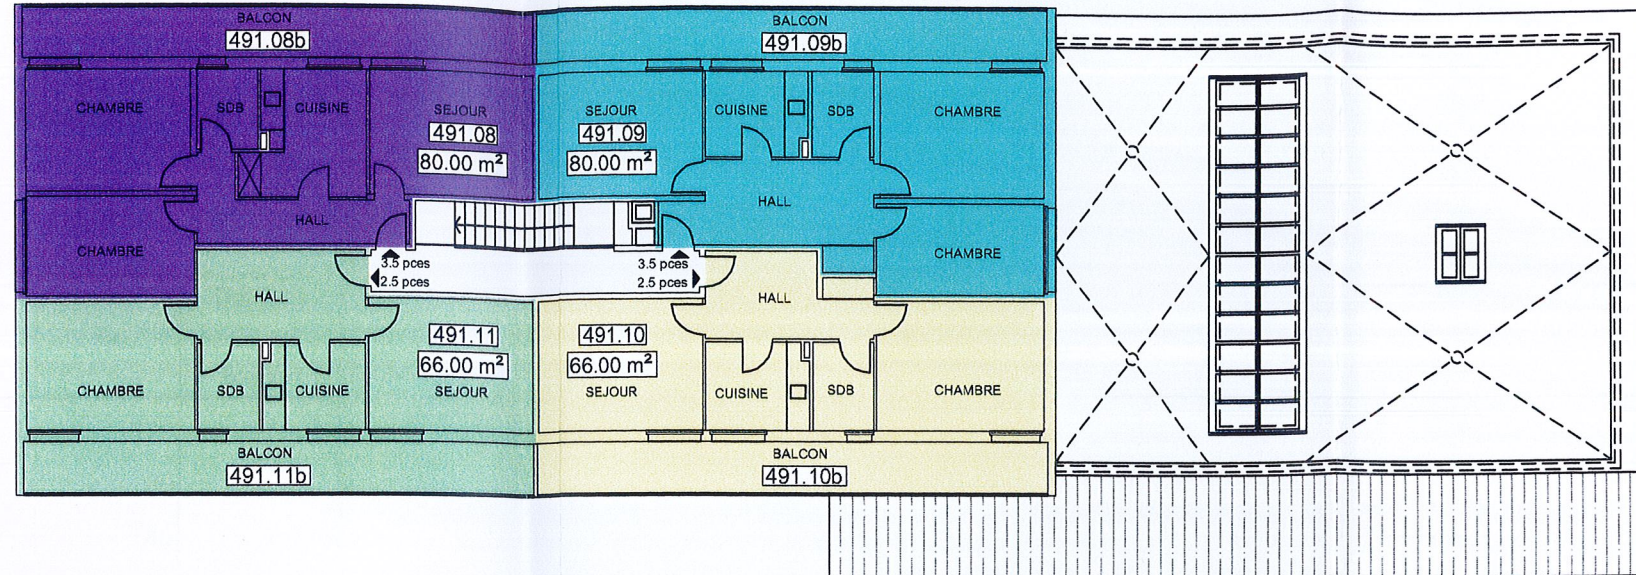 BALCON
491.08b
BALCON
491.09b
CHAMBRE
SDB
CUISINE
SEJOUR
491.08
80.00 m²
SEJOUR
491.09
80.00 m²
CUISINE
SDB
CHAMBRE
HALL
HALL
CHAMBRE
CHAMBRE
3.5 pces
2.5 pces
3.5 pces
2.5 pces
HALL
HALL
491.11
66.00 m²
SEJOUR
491.10
66.00 m²
SEJOUR
CHAMBRE
SDB
CUISINE
CUISINE
SDB
CHAMBRE
BALCON
491.11b
BALCON
491.10b